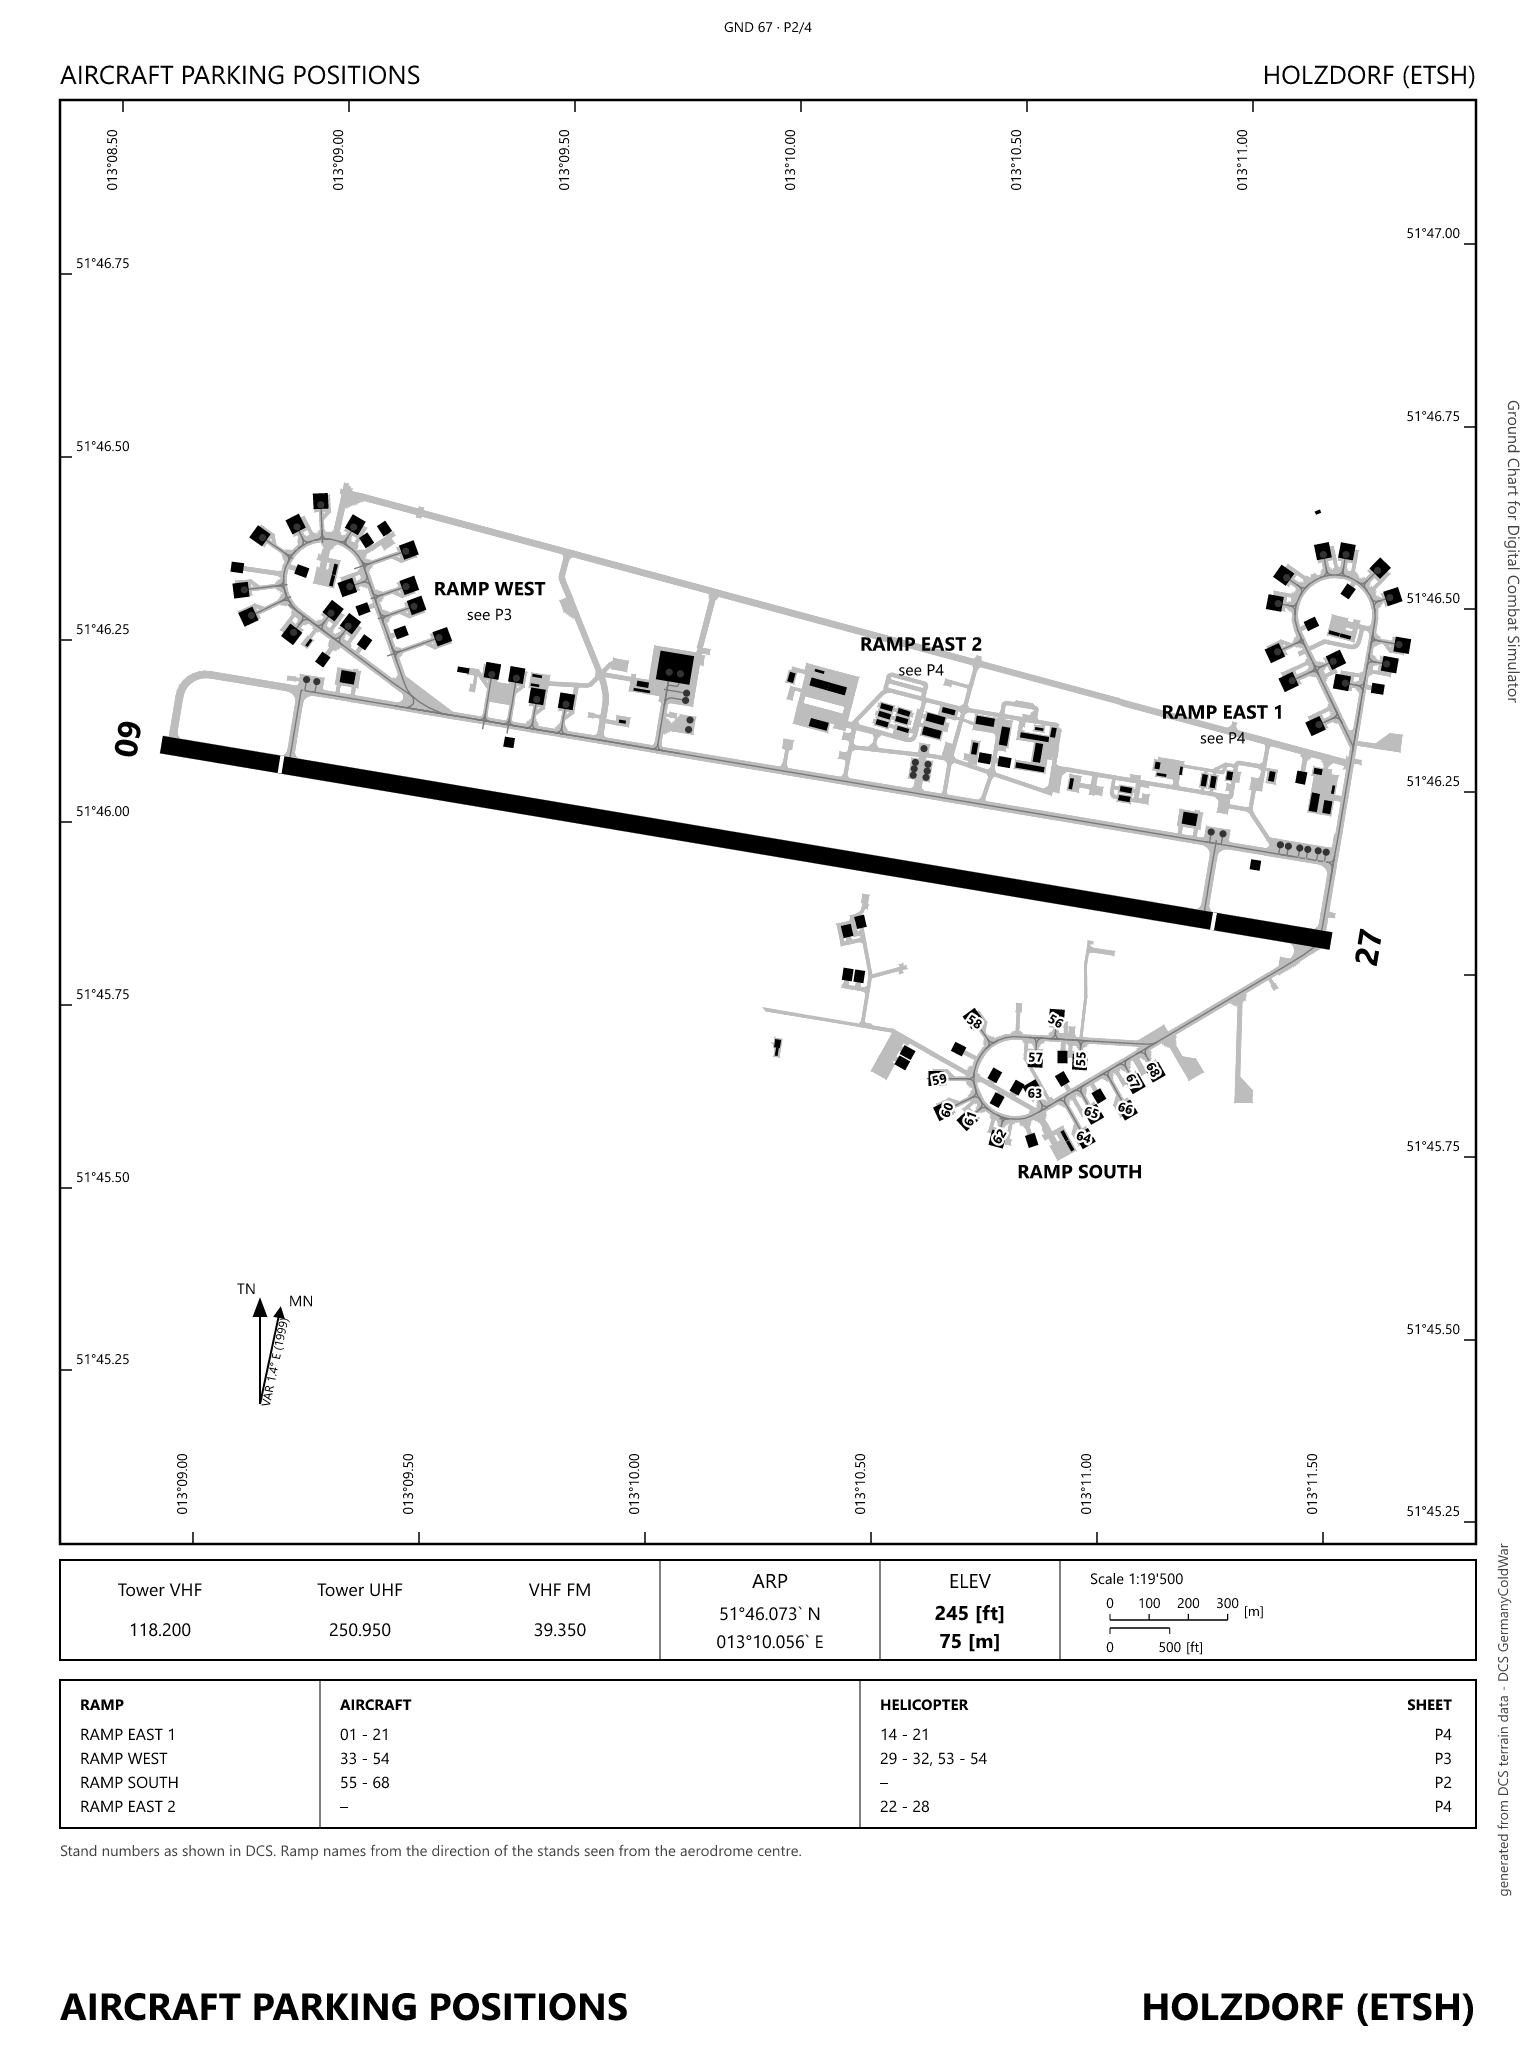 GND 67 · P2/4
AIRCRAFT PARKING POSITIONS
HOLZDORF (ETSH)
013°08.50
013°09.00
013°09.50
013°10.00
013°10.50
013°11.00
51°47.00
51°46.75
51°46.75
51°46.50
51°46.50
51°46.25
51°46.25
51°46.00
51°45.75
51°45.75
51°45.50
51°45.50
51°45.25
51°45.25
RAMP WEST
see P3
RAMP EAST 2
see P4
RAMP EAST 1
see P4
09
27
58
56
57
55
59
63
67
68
60
61
65
66
62
64
RAMP SOUTH
TN
MN
VAR 1.4° E (1999)
013°09.00
013°09.50
013°10.00
013°10.50
013°11.00
013°11.50
Ground Chart for Digital Combat Simulator
generated from DCS terrain data - DCS GermanyColdWar
Tower VHF
118.200
Tower UHF
250.950
VHF FM
39.350
ARP
51°46.073` N
013°10.056` E
ELEV
245 [ft]
75 [m]
Scale 1:19'500
0 100 200 300 [m]
0 500 [ft]
RAMP AIRCRAFT HELICOPTER SHEET
RAMP EAST 1 01 - 21 14 - 21 P4
RAMP WEST 33 - 54 29 - 32, 53 - 54 P3
RAMP SOUTH 55 - 68 – P2
RAMP EAST 2 – 22 - 28 P4
Stand numbers as shown in DCS. Ramp names from the direction of the stands seen from the aerodrome centre.
AIRCRAFT PARKING POSITIONS
HOLZDORF (ETSH)